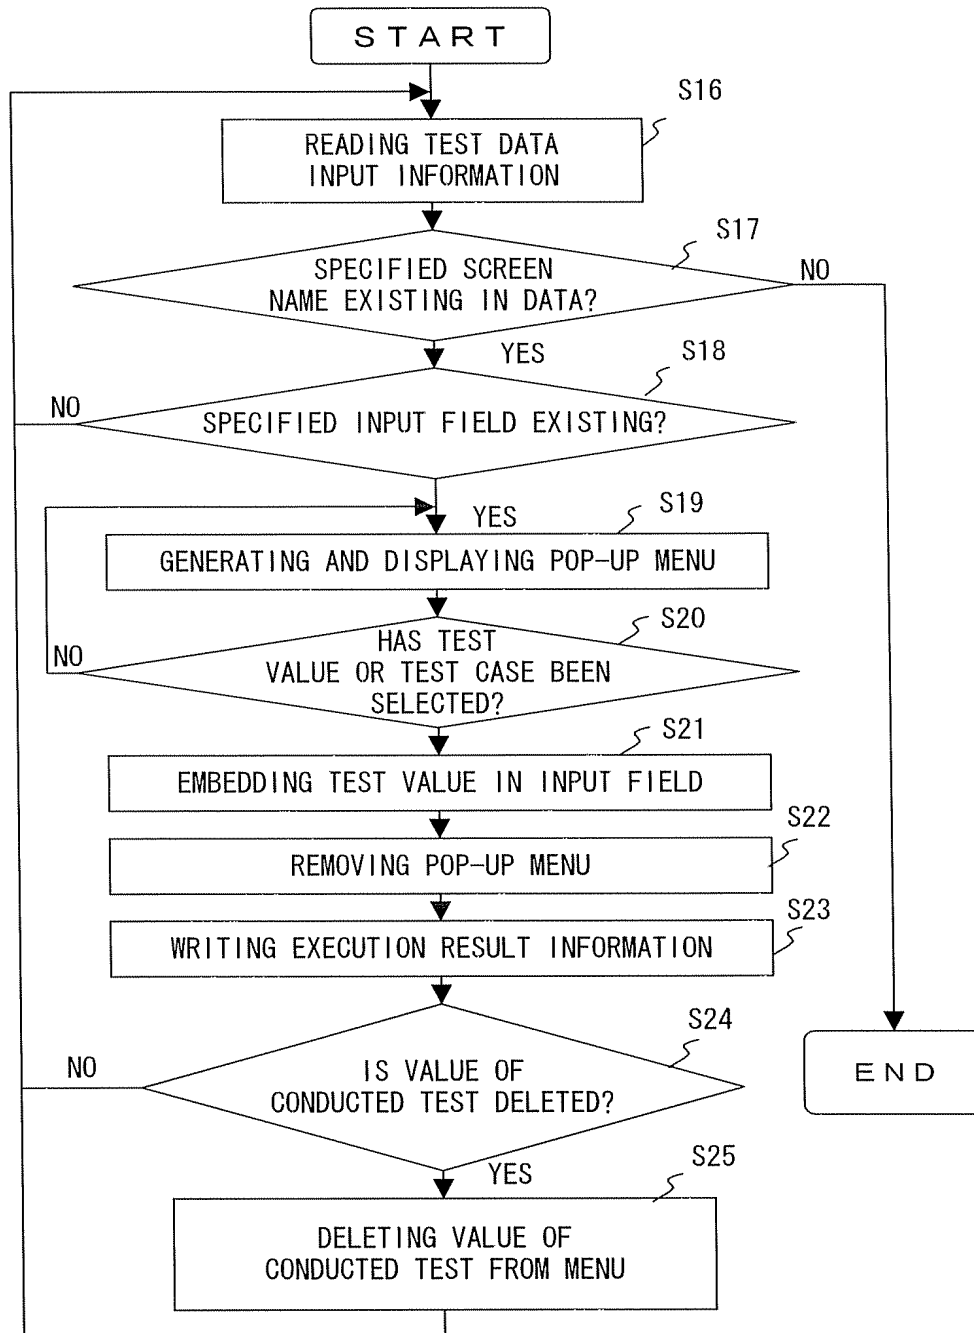 START
S16
READING TEST DATA
INPUT INFORMATION
S17
SPECIFIED SCREEN
NAME EXISTING IN DATA?
NO
YES
S18
NO
SPECIFIED INPUT FIELD EXISTING?
YES
S19
GENERATING AND DISPLAYING POP-UP MENU
S20
NO
HAS TEST
VALUE OR TEST CASE BEEN
SELECTED?
S21
EMBEDDING TEST VALUE IN INPUT FIELD
S22
REMOVING POP-UP MENU
S23
WRITING EXECUTION RESULT INFORMATION
S24
NO
IS VALUE OF
CONDUCTED TEST DELETED?
END
YES
S25
DELETING VALUE OF
CONDUCTED TEST FROM MENU